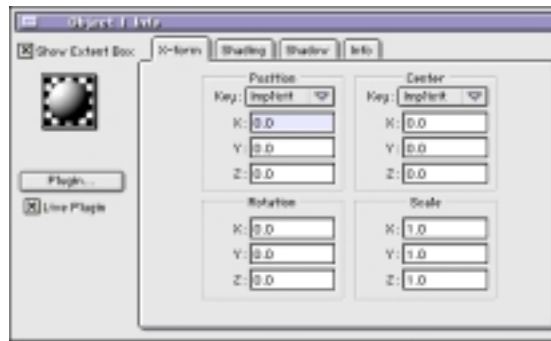 Object 1 Info
Show Extent Box
X-form Shading Shadow Info
Position
Key: Implicit
X: 0.0
Y: 0.0
Z: 0.0
Center
Key: Implicit
X: 0.0
Y: 0.0
Z: 0.0
Plugin...
Live Plugin
Rotation
X: 0.0
Y: 0.0
Z: 0.0
Scale
X: 1.0
Y: 1.0
Z: 1.0